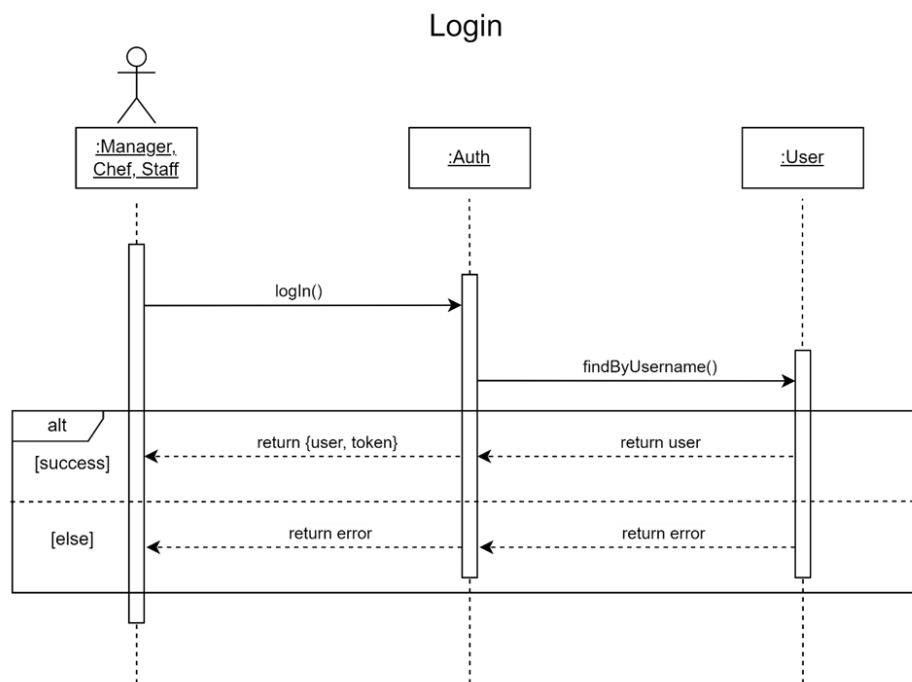 Login
:Manager,
Chef, Staff
:Auth
:User
logIn()
findByUsername()
alt
return {user, token}
return user
[success]
[else]
return error
return error